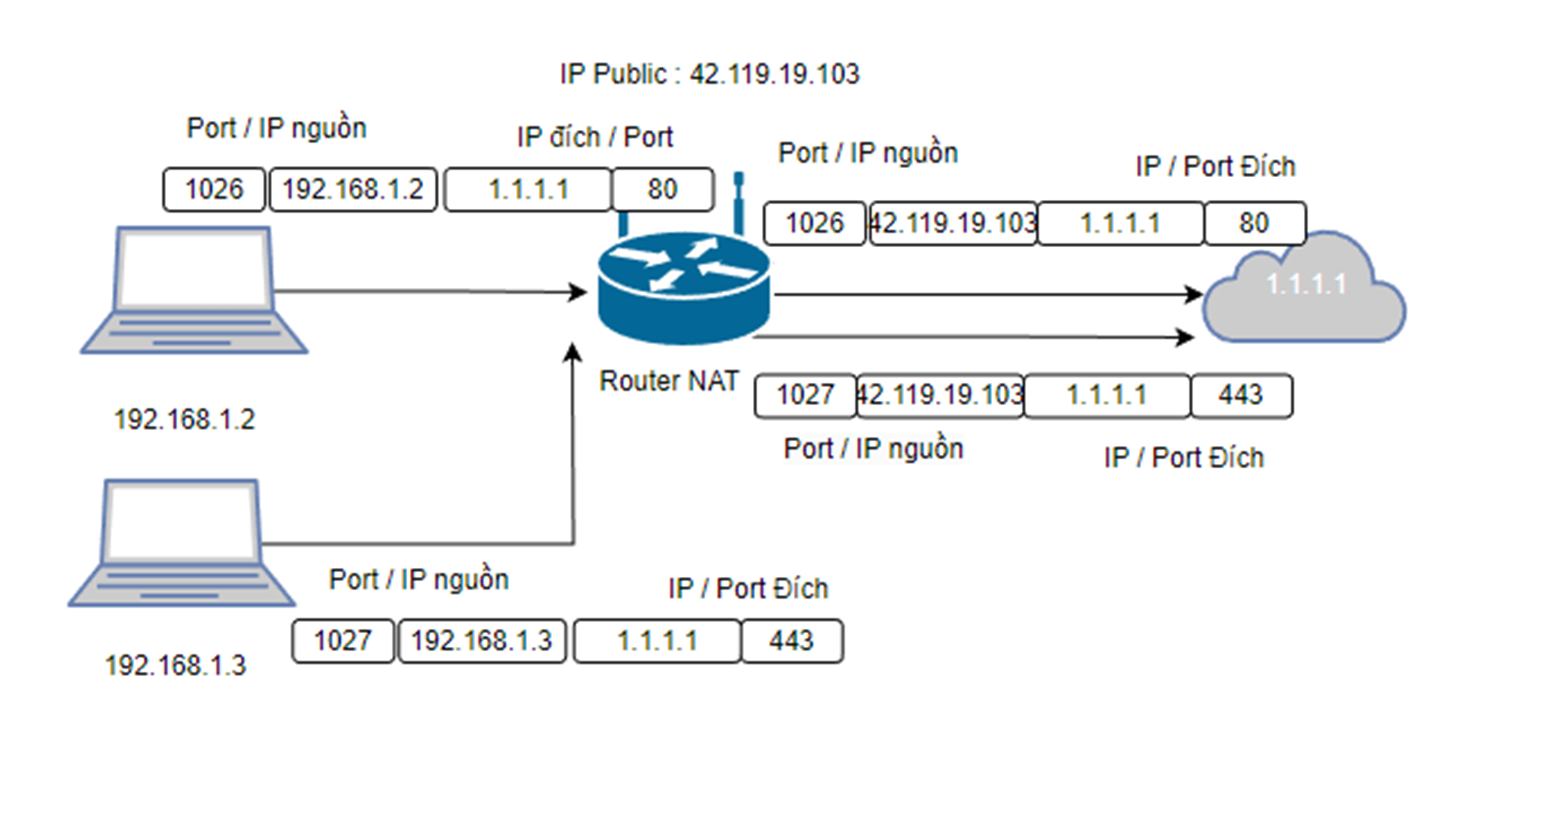 IP Public : 42.119.19.103
Port / IP nguồn
IP đích / Port
1026 192.168.1.2 1.1.1.1 80
Port / IP nguồn
IP / Port Đích
1026 42.119.19.103 1.1.1.1 80
1.1.1.1
192.168.1.2
Router NAT
1027 42.119.19.103 1.1.1.1 443
Port / IP nguồn
IP / Port Đích
Port / IP nguồn
IP / Port Đích
1027 192.168.1.3 1.1.1.1 443
192.168.1.3